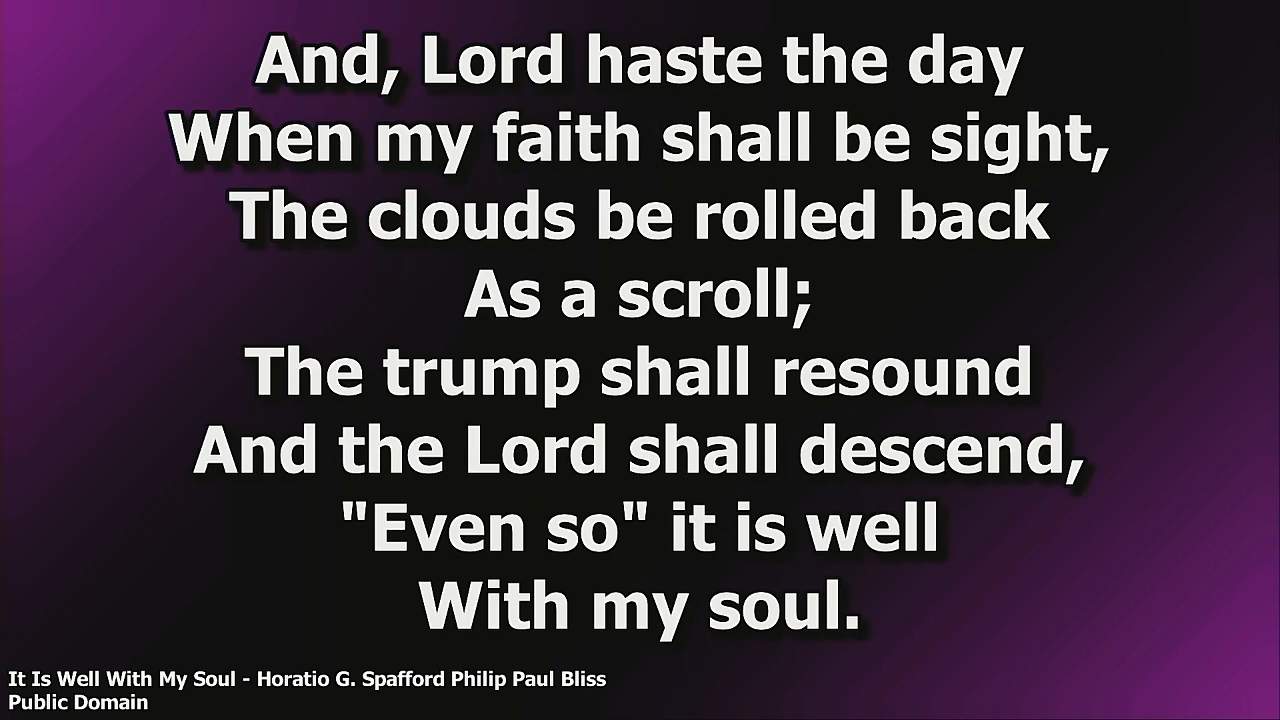 And, Lord haste the day
When my faith shall be sight,
The clouds be rolled back
As a scroll;
The trump shall resound
And the Lord shall descend,
"Even so" it is well
With my soul.
It Is Well With My Soul - Horatio G. Spafford Philip Paul Bliss
Public Domain